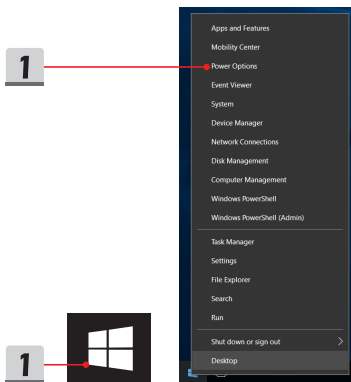 Apps and Features
Mobility Center
1
Power Options
Event Viewer
System
Device Manager
Network Connections
Disk Management
Computer Management
Windows PowerShell
Windows PowerShell (Admin)
Task Manager
Settings
File Explorer
Search
Run
Shut down or sign out
1
Desktop